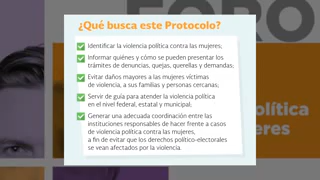 FORO
¿Qué busca este Protocolo?
Identificar la violencia política contra las mujeres;
Informar quiénes y cómo se pueden presentar los
trámites de denuncias, quejas, querellas y demandas;
Evitar daños mayores a las mujeres víctimas
de violencia, a sus familias y personas cercanas;
Servir de guía para atender la violencia política
en el nivel federal, estatal y municipal;
Generar una adecuada coordinación entre las
instituciones responsables de hacer frente a casos
de violencia política contra las mujeres,
a fin de evitar que los derechos político-electorales
se vean afectados por la violencia.
olítica
eres